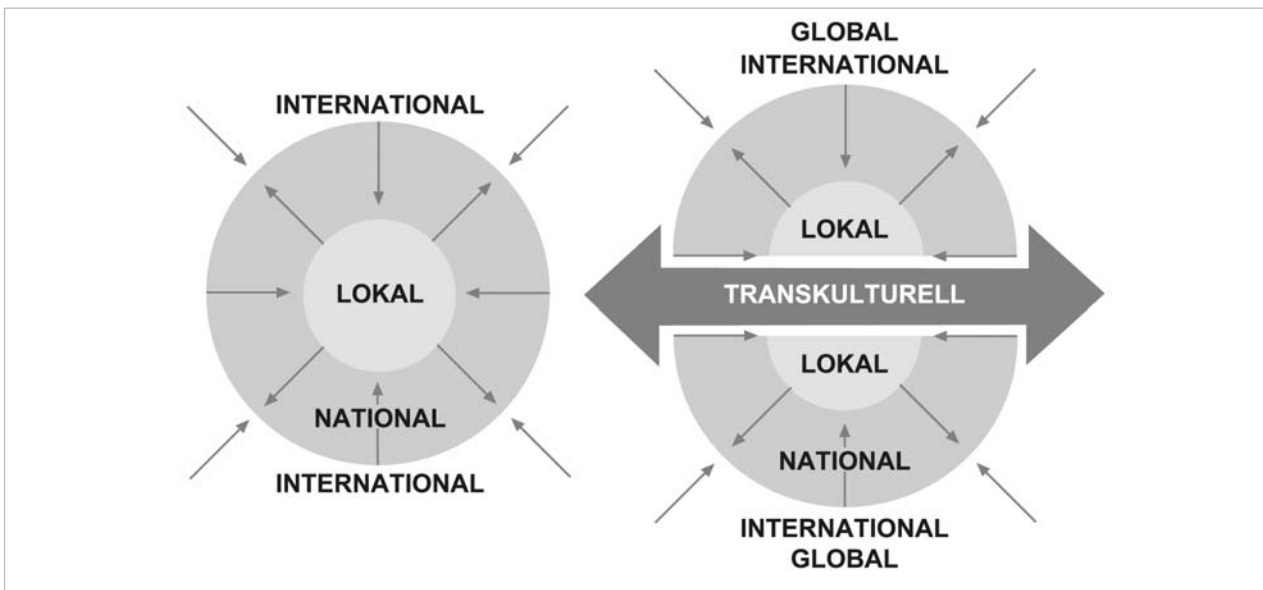 INTERNATIONAL
LOKAL
NATIONAL
INTERNATIONAL
GLOBAL
INTERNATIONAL
LOKAL
TRANSKULTURELL
LOKAL
NATIONAL
INTERNATIONAL
GLOBAL